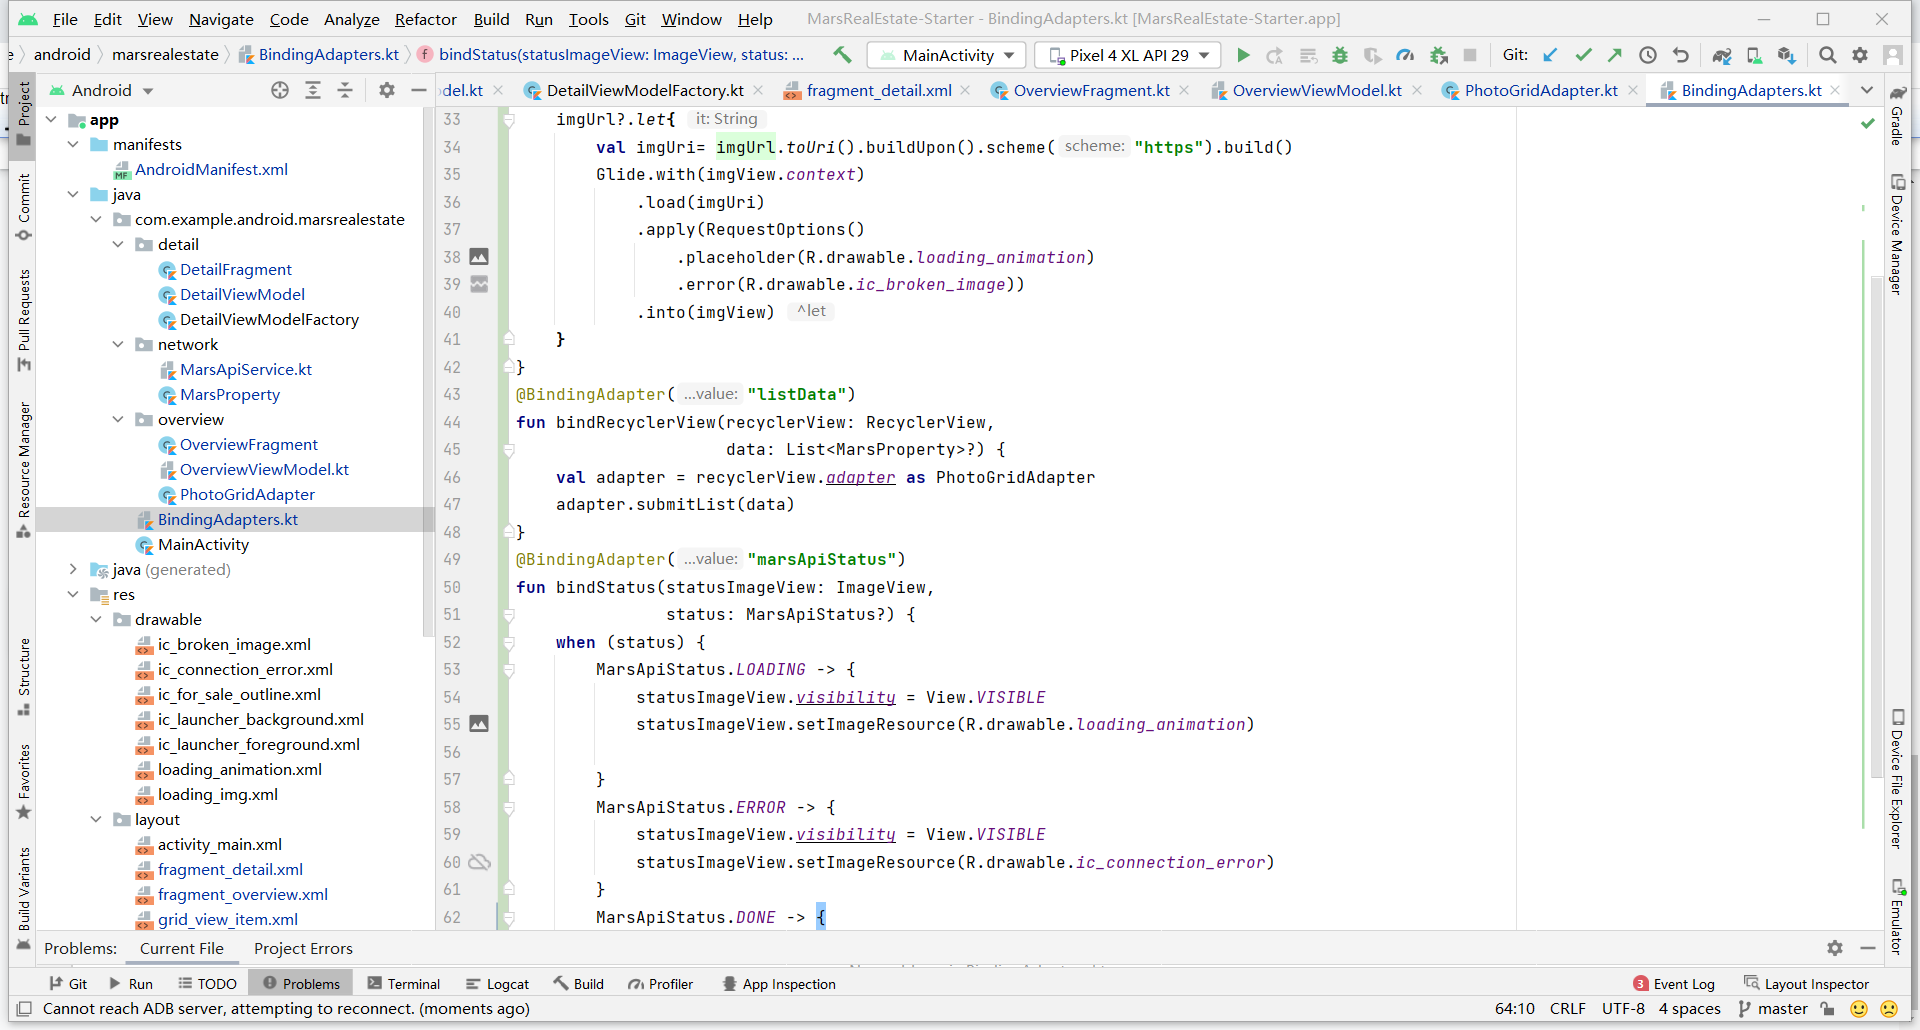 File Edit View Navigate Code Analyze Refactor Build Run Tools Git Window Help MarsRealEstate-Starter - BindingAdapters.kt [MarsRealEstate-Starter.app]
android marsrealestate BindingAdapters.kt bindStatus(statusImageView: ImageView, status: ... MainActivity Pixel 4 XL API 29 Git:
Android
del.kt DetailViewModelFactory.kt fragment_detail.xml OverviewFragment.kt OverviewViewModel.kt PhotoGridAdapter.kt BindingAdapters.kt
Project
Commit
Pull Requests
Resource Manager
Structure
Favorites
Build Variants
app
manifests
AndroidManifest.xml
java
com.example.android.marsrealestate
detail
DetailFragment
DetailViewModel
DetailViewModelFactory
network
MarsApiService.kt
MarsProperty
overview
OverviewFragment
OverviewViewModel.kt
PhotoGridAdapter
BindingAdapters.kt
MainActivity
java (generated)
res
drawable
ic_broken_image.xml
ic_connection_error.xml
ic_for_sale_outline.xml
ic_launcher_background.xml
ic_launcher_foreground.xml
loading_animation.xml
loading_img.xml
layout
activity_main.xml
fragment_detail.xml
fragment_overview.xml
grid_view_item.xml
33 imgUrl?.let{ it: String
34 val imgUri= imgUrl.toUri().buildUpon().scheme( scheme: "https").build()
35 Glide.with(imgView.context)
36 .load(imgUri)
37 .apply(RequestOptions()
38 .placeholder(R.drawable.loading_animation)
39 .error(R.drawable.ic_broken_image))
40 .into(imgView) ^let
41 }
42 }
43 @BindingAdapter( ...value: "listData")
44 fun bindRecyclerView(recyclerView: RecyclerView,
45 data: List<MarsProperty>?) {
46 val adapter = recyclerView.adapter as PhotoGridAdapter
47 adapter.submitList(data)
48 }
49 @BindingAdapter( ...value: "marsApiStatus")
50 fun bindStatus(statusImageView: ImageView,
51 status: MarsApiStatus?) {
52 when (status) {
53 MarsApiStatus.LOADING -> {
54 statusImageView.visibility = View.VISIBLE
55 statusImageView.setImageResource(R.drawable.loading_animation)
56
57 }
58 MarsApiStatus.ERROR -> {
59 statusImageView.visibility = View.VISIBLE
60 statusImageView.setImageResource(R.drawable.ic_connection_error)
61 }
62 MarsApiStatus.DONE -> {
Gradle
Device Manager
Device File Explorer
Emulator
Problems: Current File Project Errors
Git Run TODO Problems Terminal Logcat Build Profiler App Inspection 3 Event Log Layout Inspector
Cannot reach ADB server, attempting to reconnect. (moments ago) 64:10 CRLF UTF-8 4 spaces master